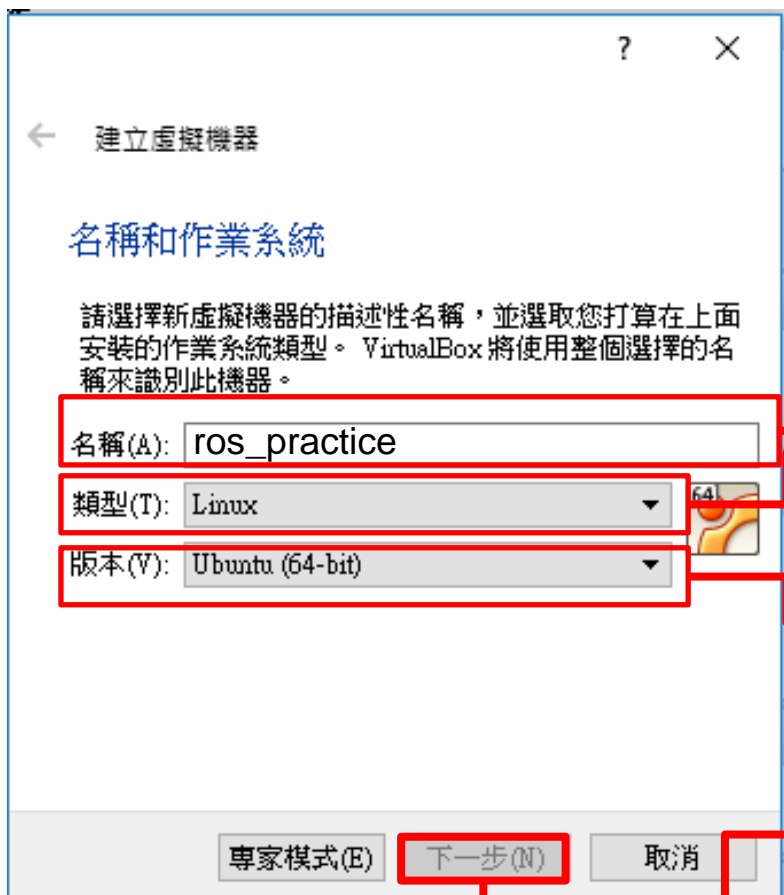 ?
建立虛擬機器
名稱和作業系統
請選擇新虛擬機器的描述性名稱，並選取您打算在上面
安裝的作業系統類型。 VirtualBox 將使用整個選擇的名
稱來識別此機器。
名稱(A): ros_practice
類型(T): Linux
64
版本(V): Ubuntu (64-bit)
專家模式(E) 下一步(N) 取消